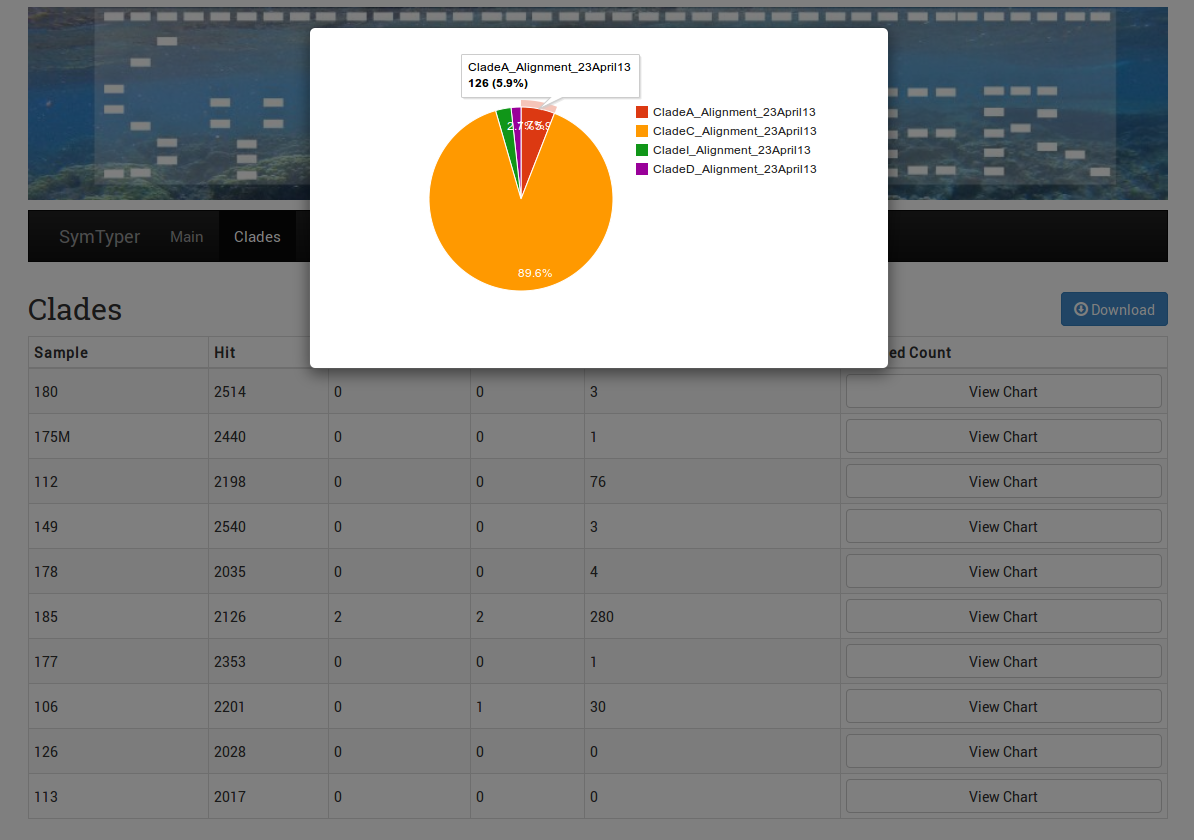 CladeA_Alignment_23April13
126 (5.9%)
CladeA_Alignment_23April13
CladeC_Alignment_23April13
CladeI_Alignment_23April13
CladeD_Alignment_23April13
89.6%
SymTyper Main Clades
Clades
Download
Sample Hit ed Count
180 2514 0 0 3 View Chart
175M 2440 0 0 1 View Chart
112 2198 0 0 76 View Chart
149 2540 0 0 3 View Chart
178 2035 0 0 4 View Chart
185 2126 2 2 280 View Chart
177 2353 0 0 1 View Chart
106 2201 0 1 30 View Chart
126 2028 0 0 0 View Chart
113 2017 0 0 0 View Chart